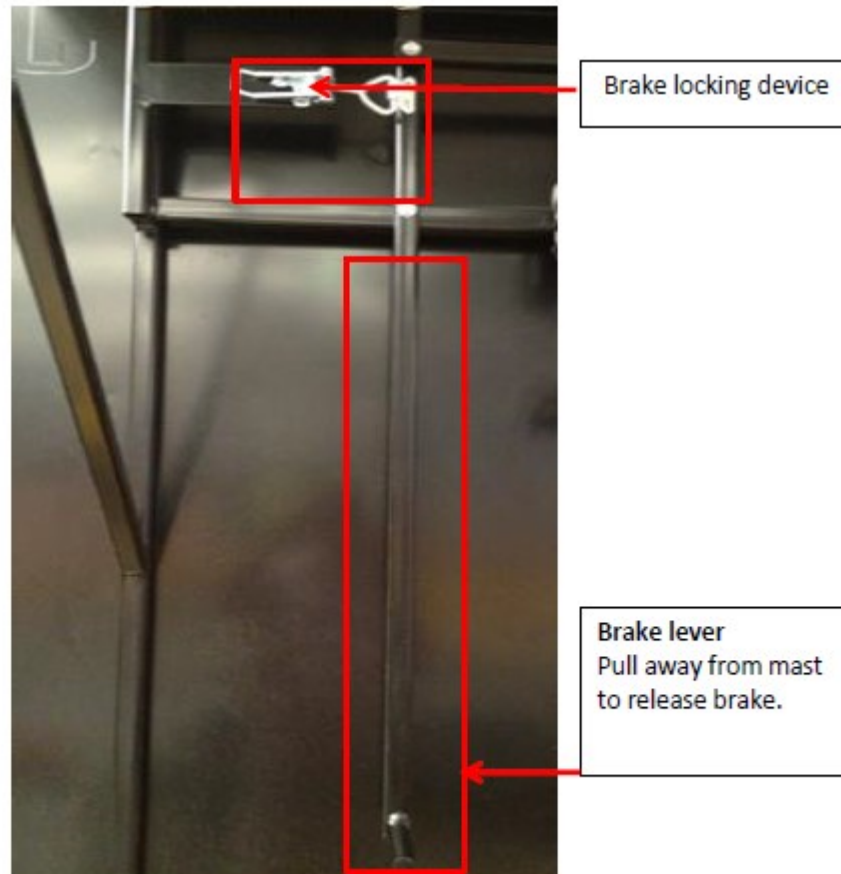 Brake locking device
Brake lever
Pull away from mast
to release brake.